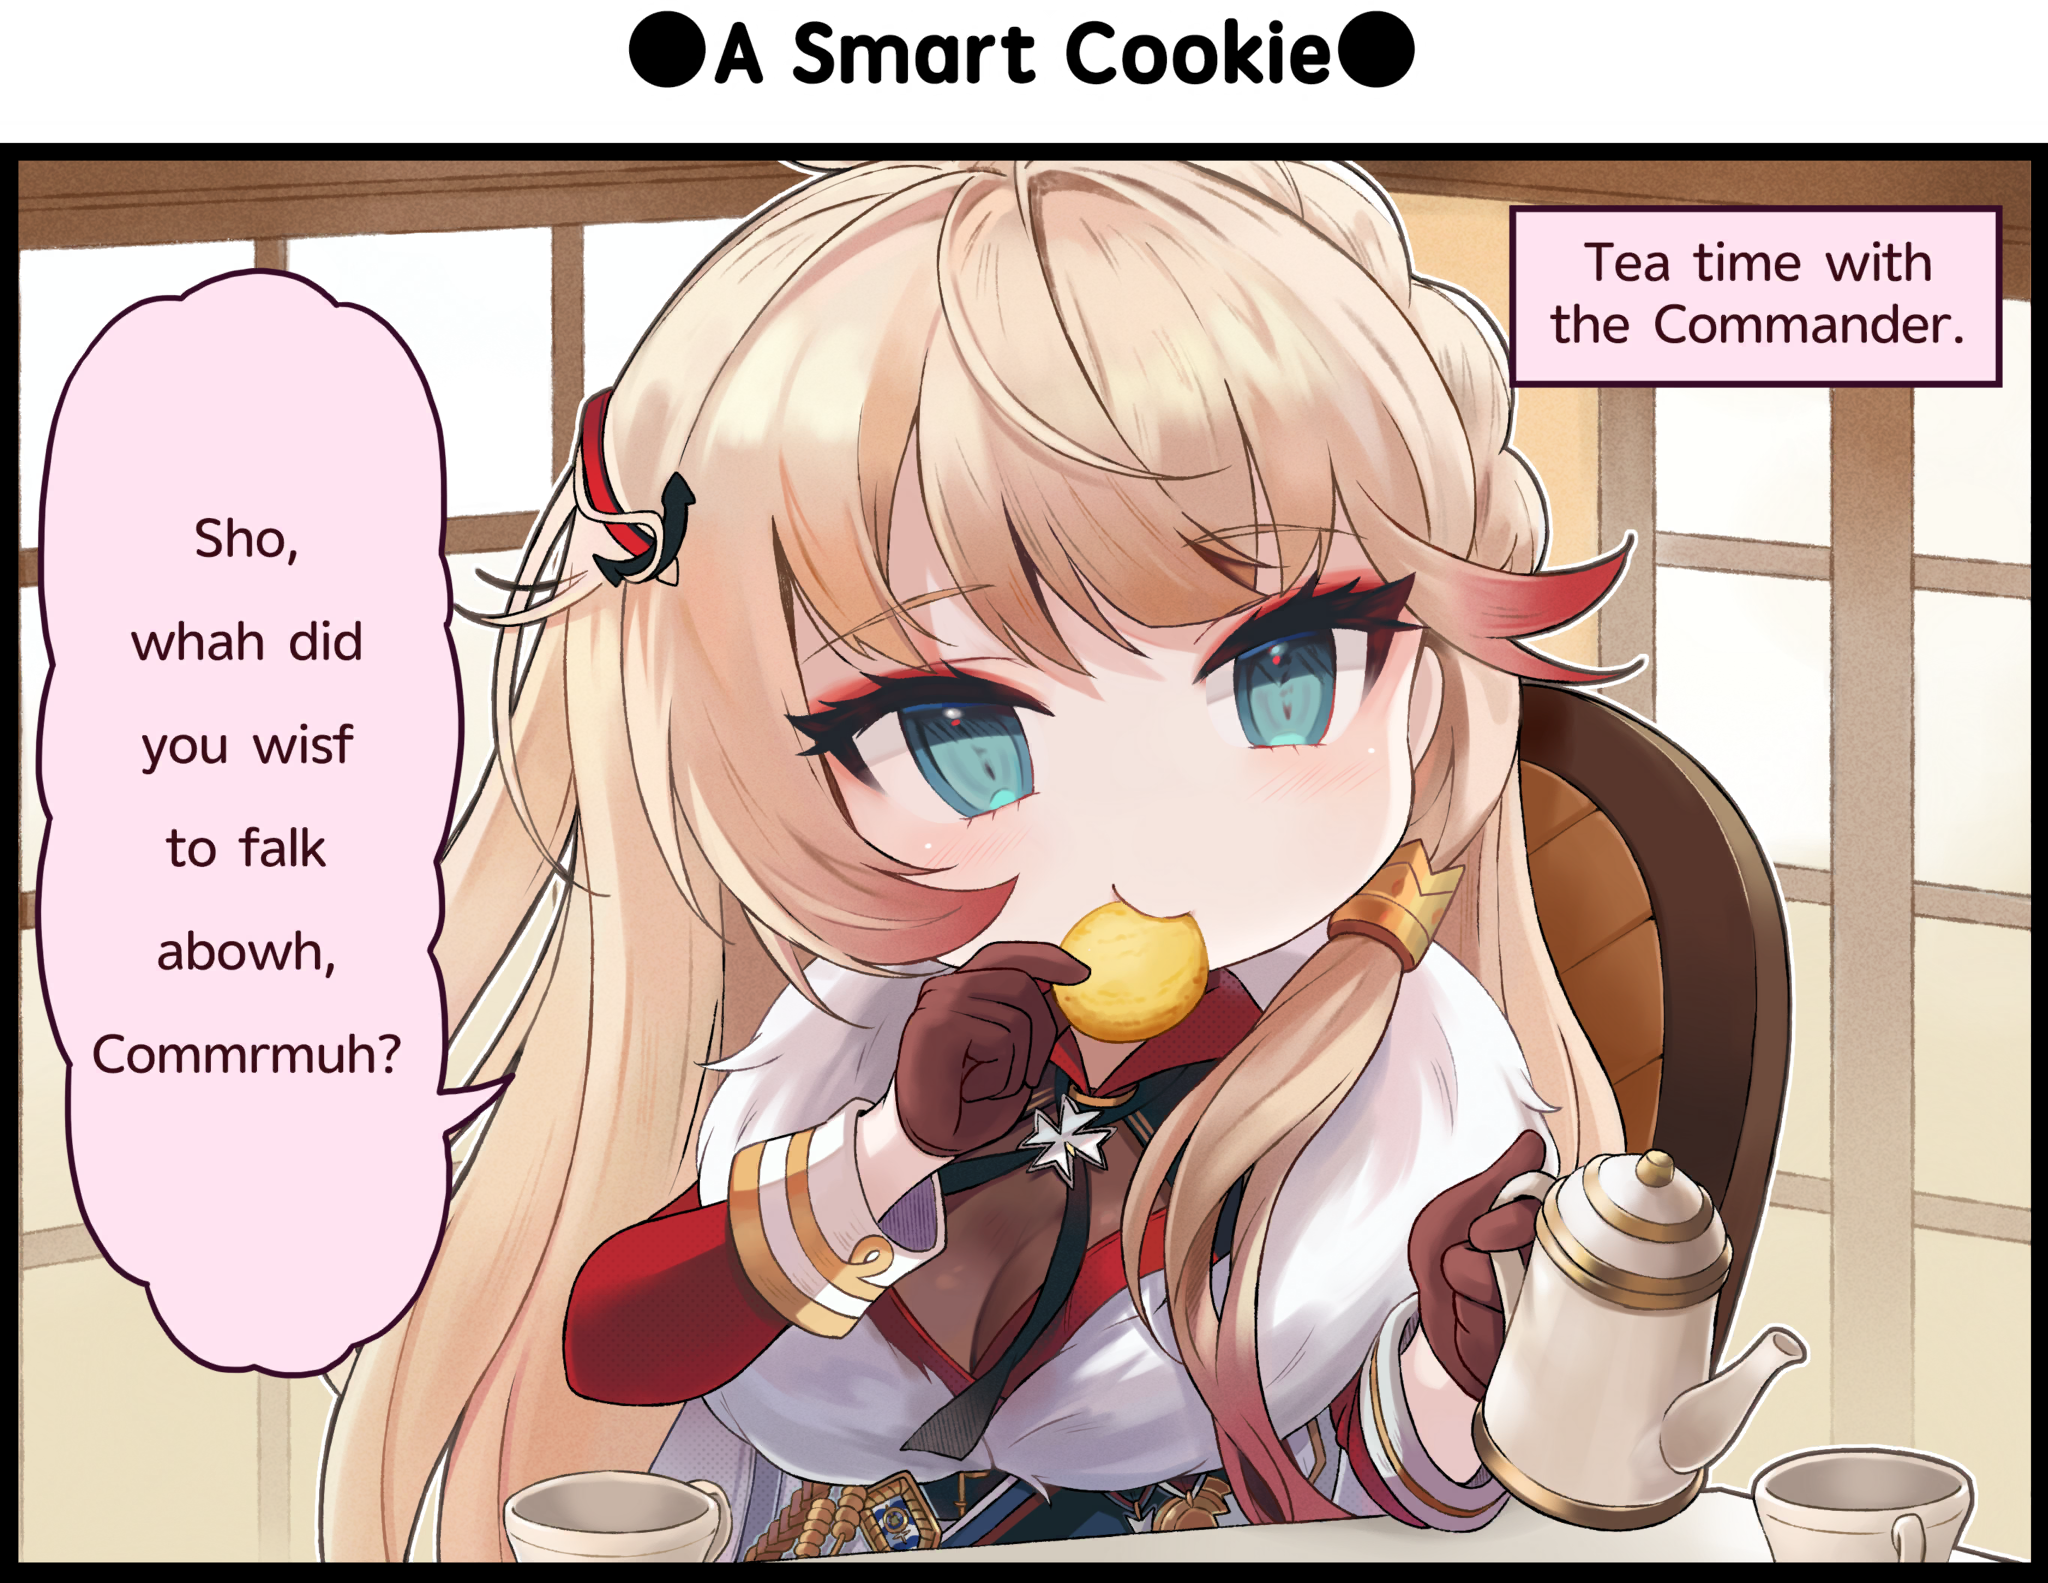 ●A Smart Cookie●
Tea time with
the Commander.
Sho,
whah did
you wisf
to falk
abowh,
Commrmuh?